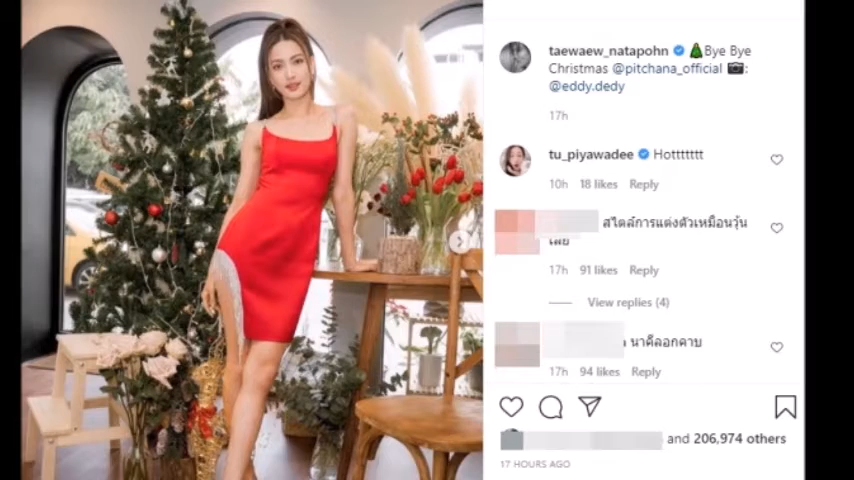 taewaew_natapohn 🎄Bye Bye
Christmas @pitchana_official 📷:
@eddy.dedy
17h
tu_piyawadee Hottttttt
10h 18 likes Reply
สไตล์การแต่งตัวเหมือนวุ้น
เลย
17h 91 likes Reply
View replies (4)
นาคีลอกคาบ
17h 94 likes Reply
and 206,974 others
17 HOURS AGO